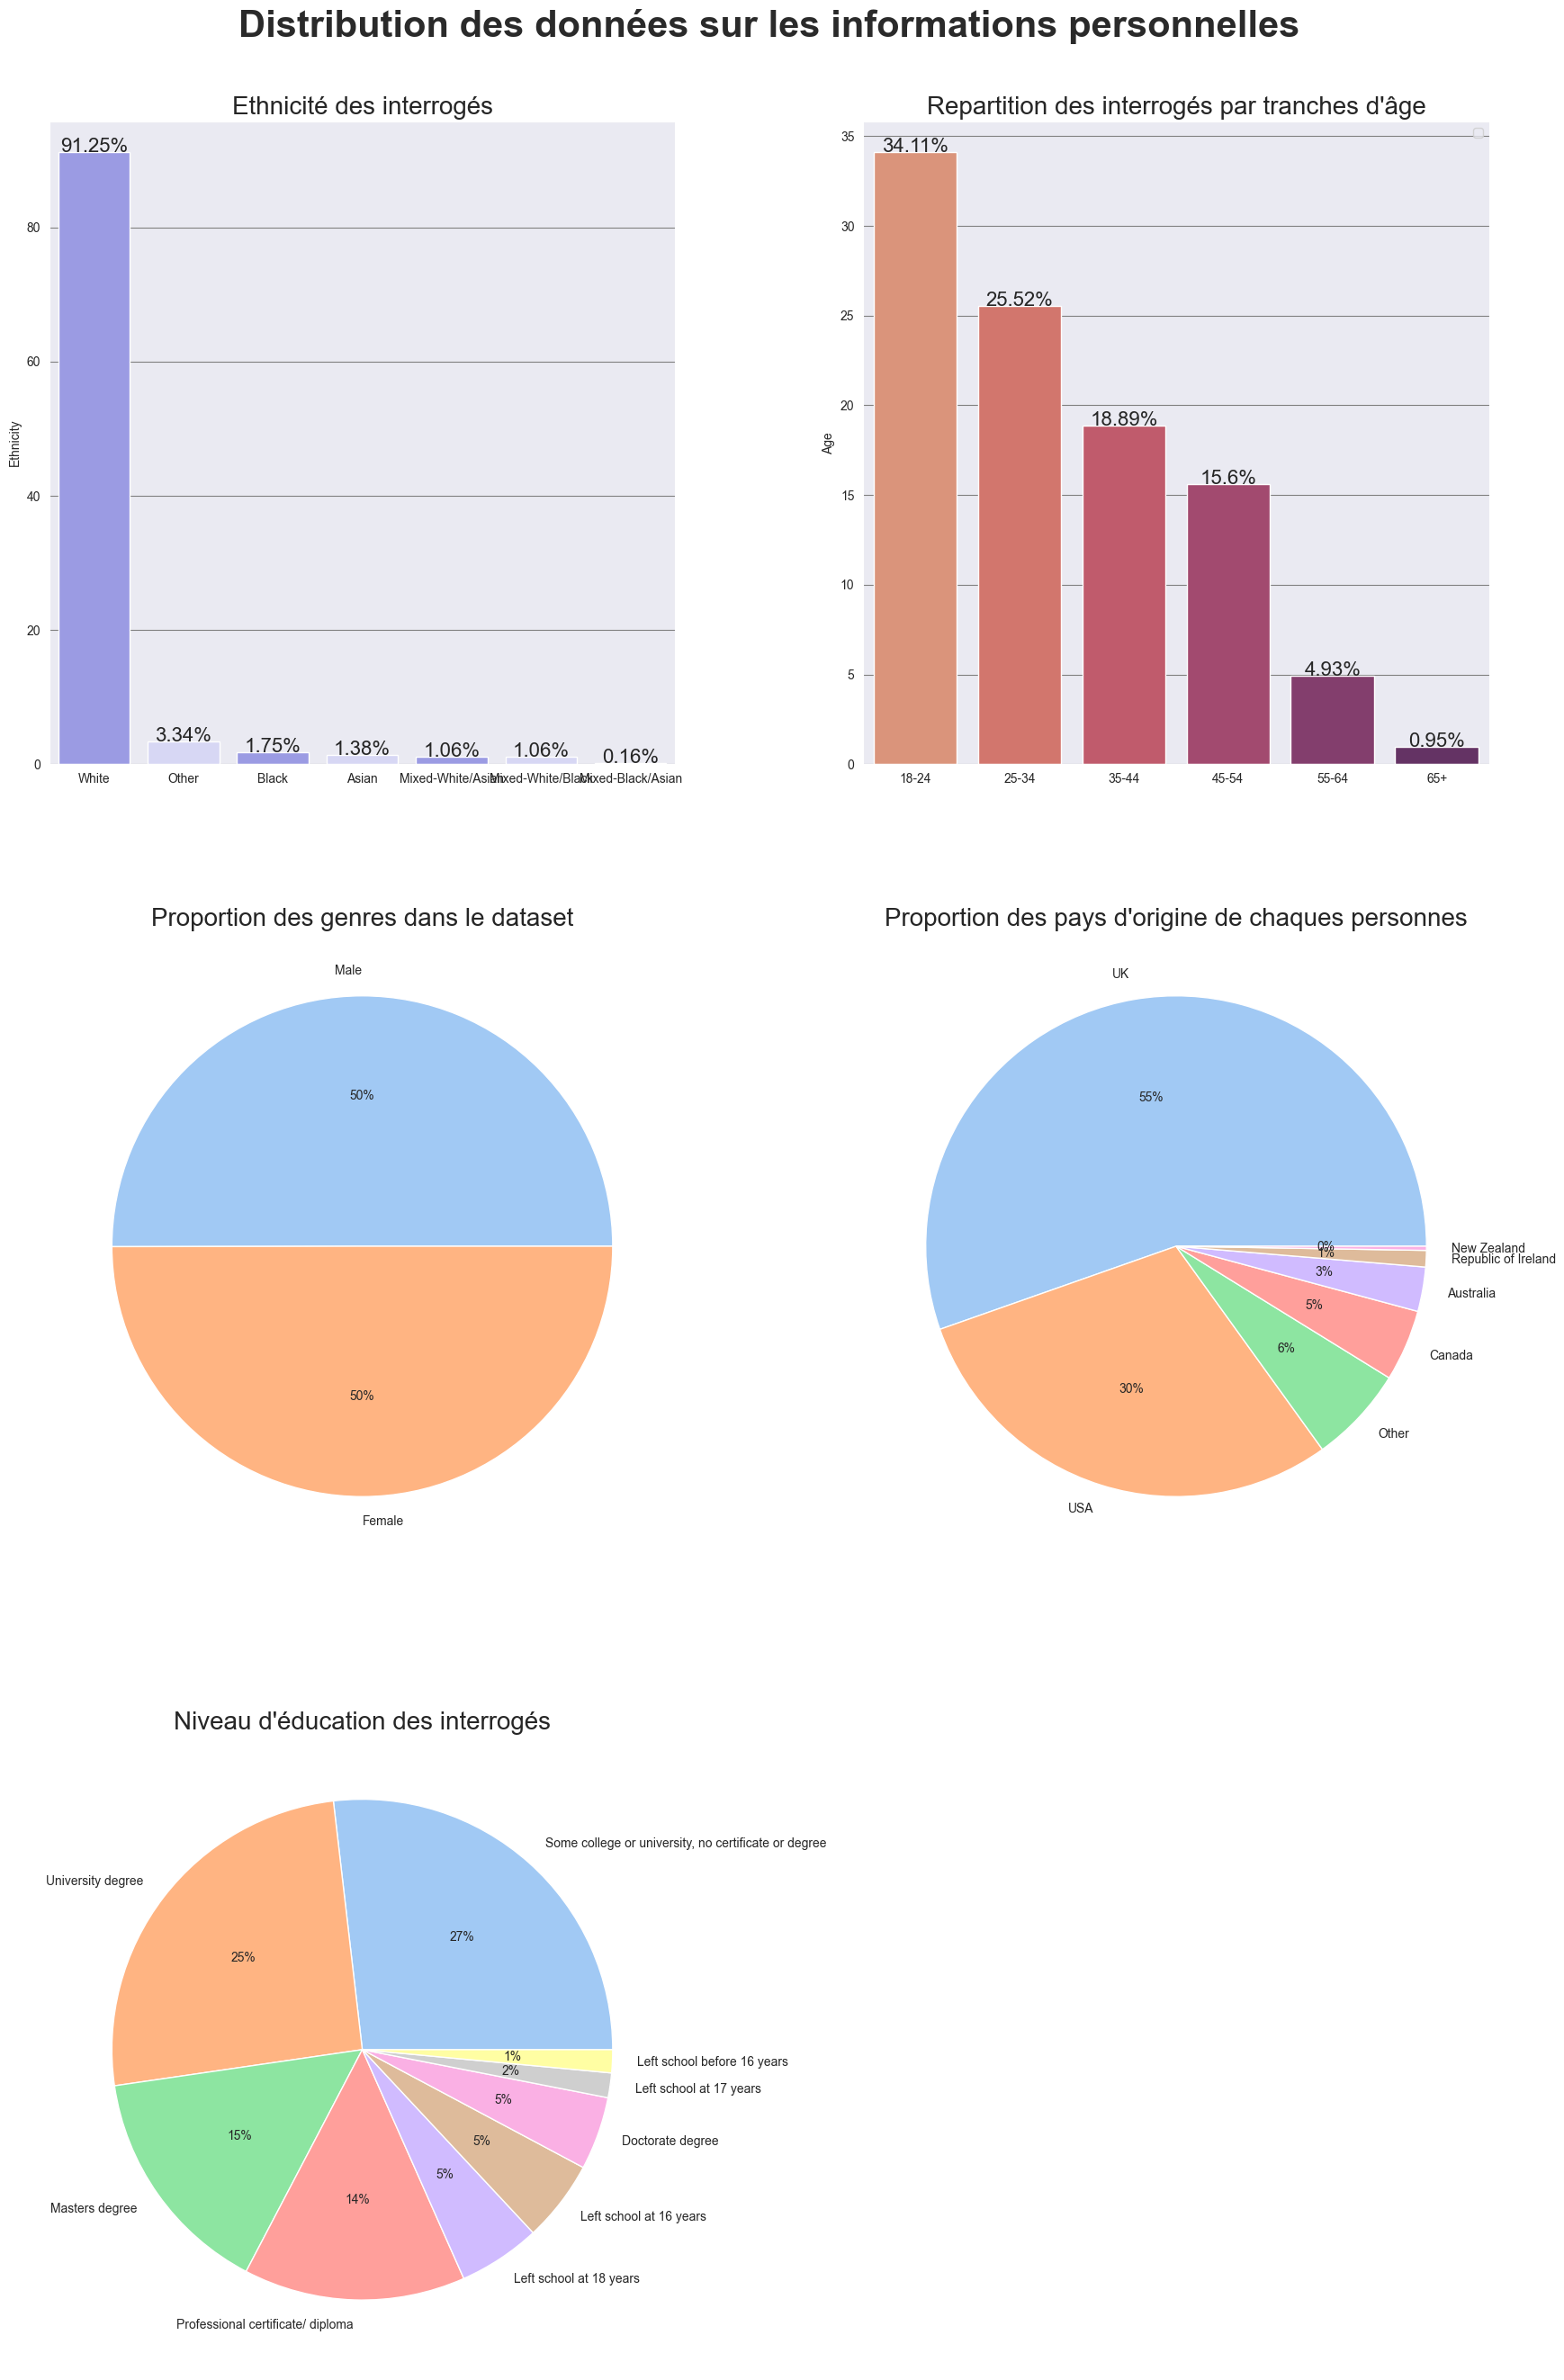 Distribution des données sur les informations personnelles
Ethnicité des interrogés
91.25%
80
60
40
20
0
Ethnicity
3.34%
1.75%
1.38%
1.06%
1.06%
0.16%
White
Other
Black
Asian
Mixed-White/Asian
Mixed-White/Black
Mixed-Black/Asian
Repartition des interrogés par tranches d'âge
35
30
25
20
15
10
5
0
Age
34.11%
25.52%
18.89%
15.6%
4.93%
0.95%
18-24
25-34
35-44
45-54
55-64
65+
Proportion des genres dans le dataset
Male
50%
50%
Female
Proportion des pays d'origine de chaques personnes
UK
55%
0%
New Zealand
1%
Republic of Ireland
3%
Australia
5%
Canada
6%
Other
30%
USA
Niveau d'éducation des interrogés
Some college or university, no certificate or degree
27%
University degree
25%
1%
Left school before 16 years
2%
Left school at 17 years
5%
Doctorate degree
5%
Left school at 16 years
5%
Left school at 18 years
15%
Masters degree
14%
Professional certificate/ diploma